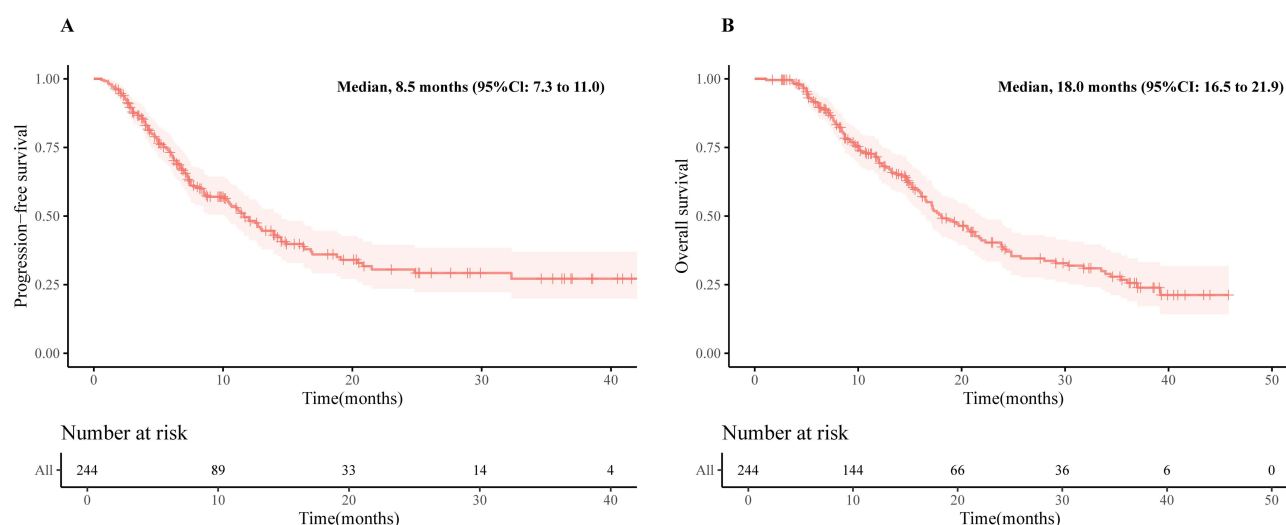 A
Median, 8.5 months (95%CI: 7.3 to 11.0)
Progression−free survival
1.00
0.75
0.50
0.25
0.00
0 10 20 30 40
Time(months)
Number at risk
All 244 89 33 14 4
0 10 20 30 40
Time(months)
B
Median, 18.0 months (95%CI: 16.5 to 21.9)
Overall survival
1.00
0.75
0.50
0.25
0.00
0 10 20 30 40 50
Time(months)
Number at risk
All 244 144 66 36 6 0
0 10 20 30 40 50
Time(months)